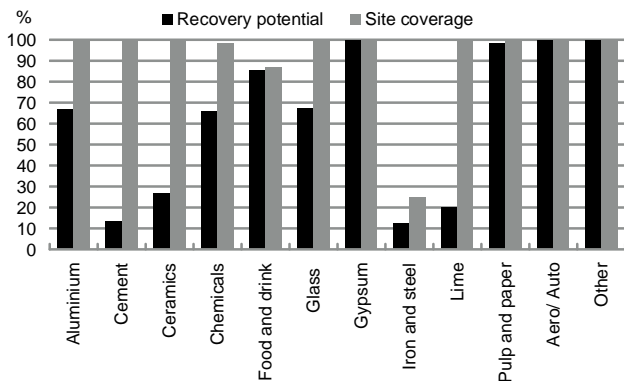 %
Recovery potential
Site coverage
100
90
80
70
60
50
40
30
20
10
0
Aluminium
Cement
Ceramics
Chemicals
Food and drink
Glass
Gypsum
Iron and steel
Lime
Pulp and paper
Aero/ Auto
Other